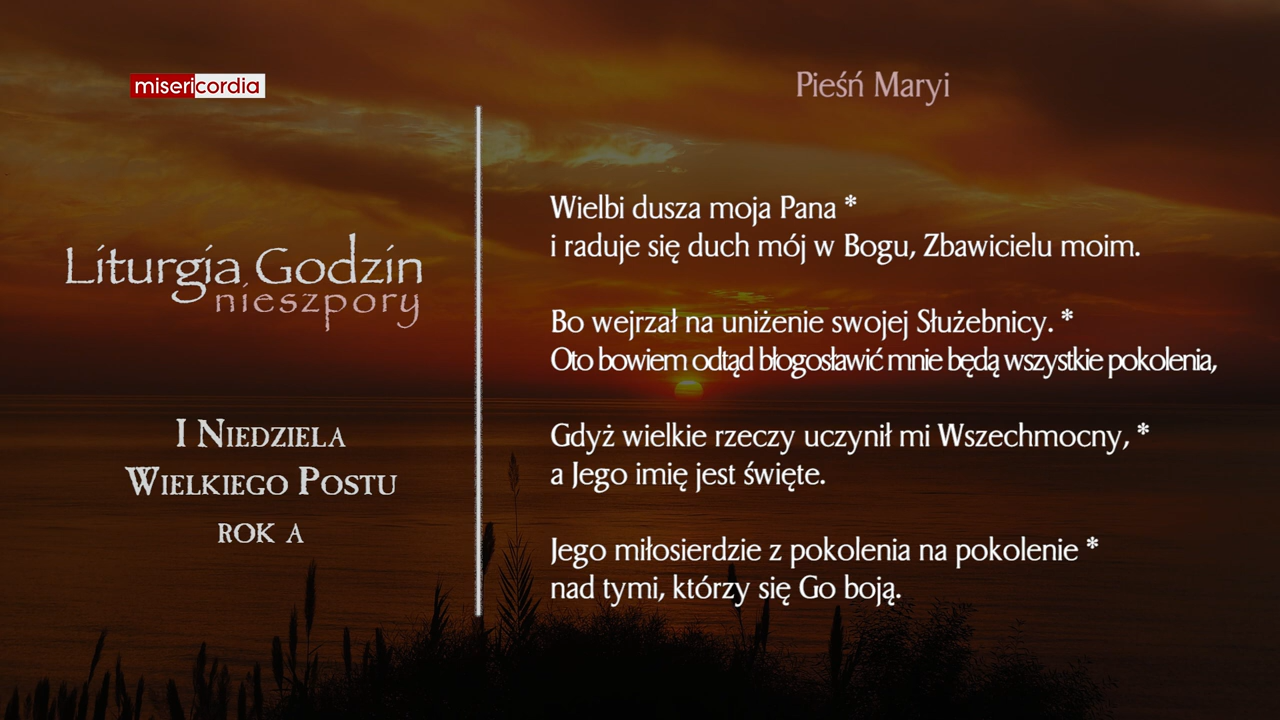 misericordia
Liturgia Godzin
nieszpory
I Niedziela
Wielkiego Postu
rok a
Pieśń Maryi
Wielbi dusza moja Pana *
i raduje się duch mój w Bogu, Zbawicielu moim.
Bo wejrzał na uniżenie swojej Służebnicy. *
Oto bowiem odtąd błogosławić mnie będą wszystkie pokolenia,
Gdyż wielkie rzeczy uczynił mi Wszechmocny, *
a Jego imię jest święte.
Jego miłosierdzie z pokolenia na pokolenie *
nad tymi, którzy się Go boją.